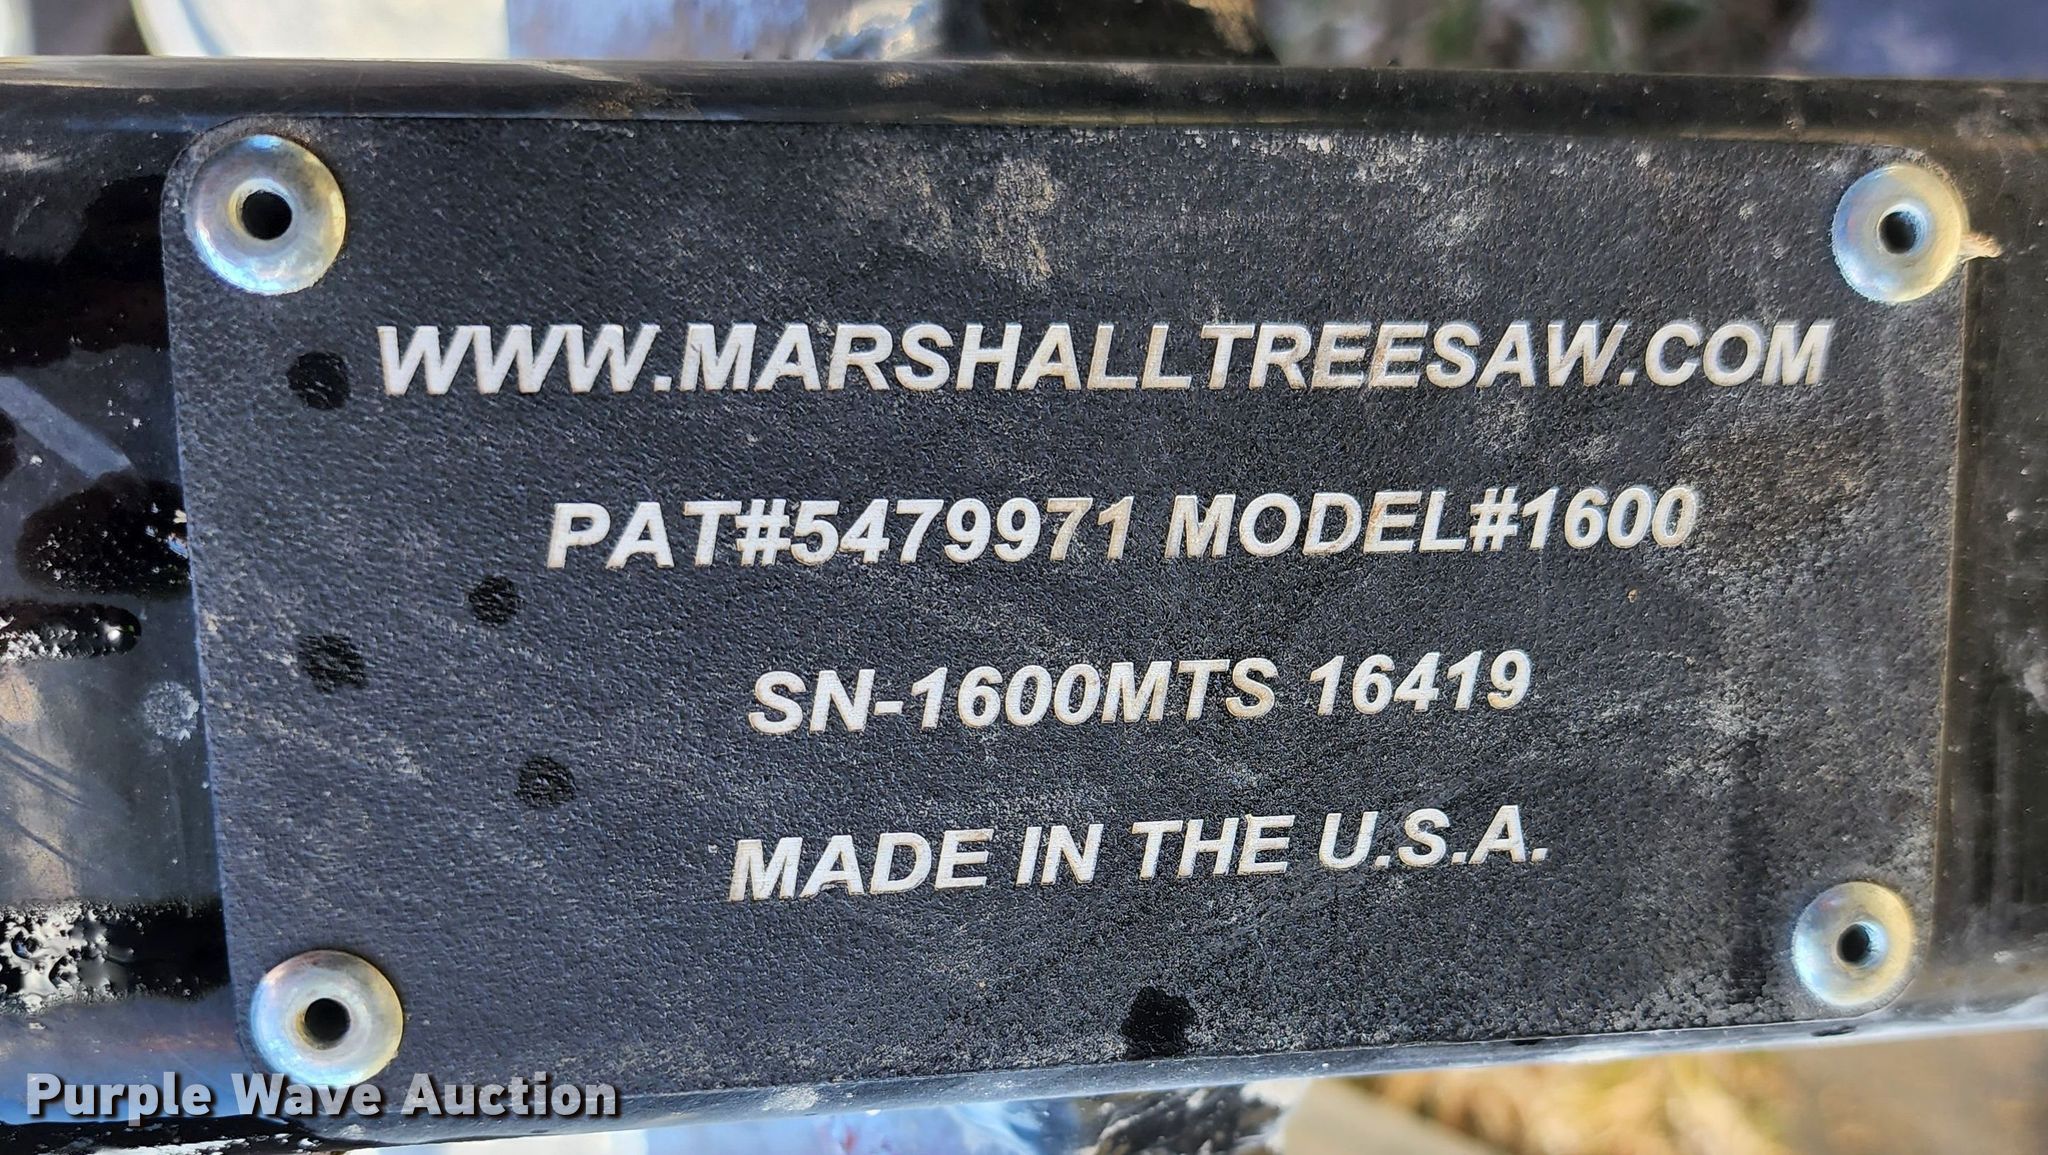 WWW.MARSHALLTREESAW.COM
PAT#5479971 MODEL#1600
SN-1600MTS 16419
MADE IN THE U.S.A.
Purple Wave Auction